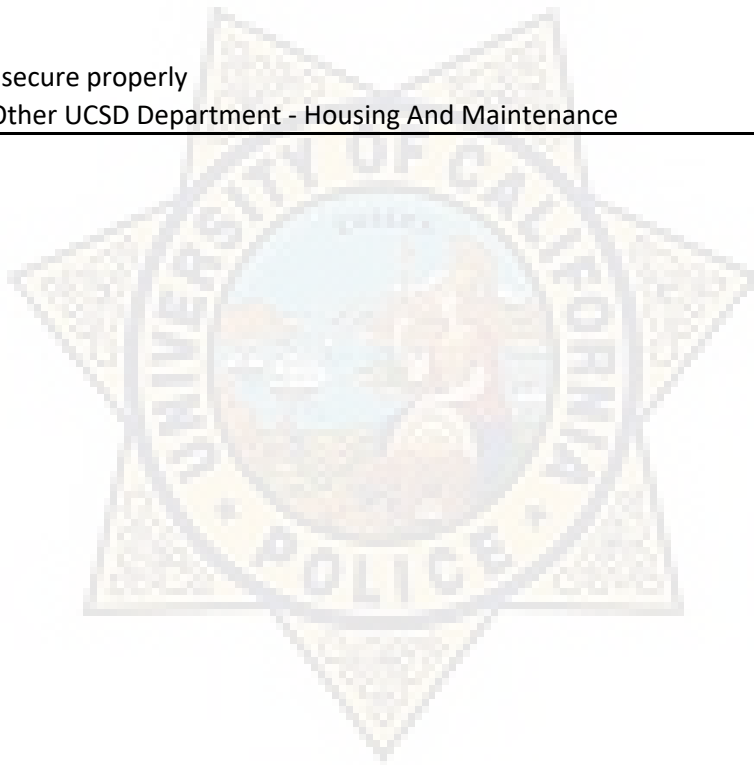 secure properly
Other UCSD Department - Housing And Maintenance
UNIVERSITY OF CALIFORNIA
POLICE